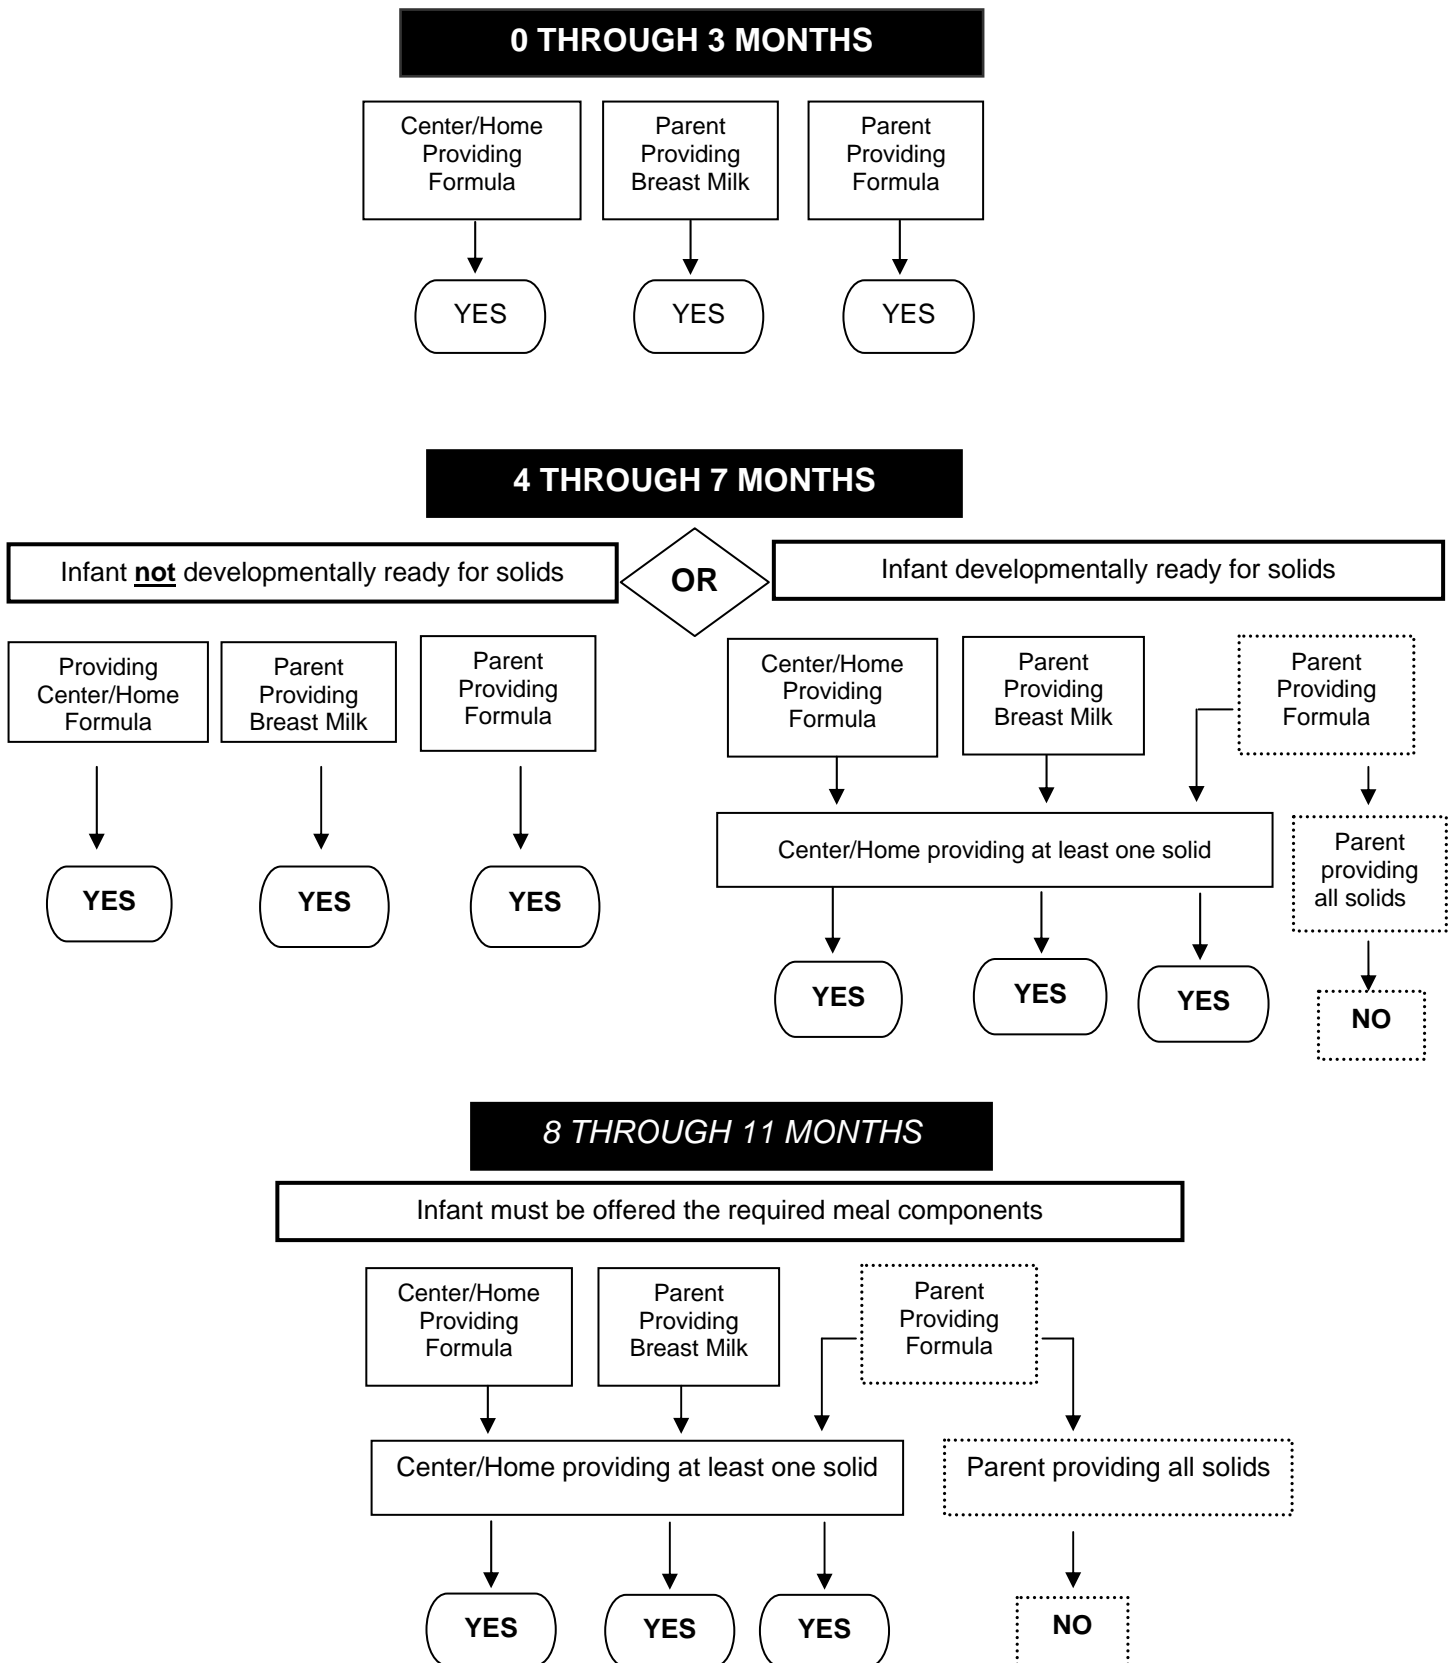 0 THROUGH 3 MONTHS
Center/Home
Providing
Formula
Parent
Providing
Breast Milk
Parent
Providing
Formula
YES
YES
YES
4 THROUGH 7 MONTHS
Infant not developmentally ready for solids
OR
Infant developmentally ready for solids
Providing
Center/Home
Formula
Parent
Providing
Breast Milk
Parent
Providing
Formula
YES
YES
YES
Center/Home
Providing
Formula
Parent
Providing
Breast Milk
Parent
Providing
Formula
Center/Home providing at least one solid
Parent
providing
all solids
YES
YES
YES
NO
8 THROUGH 11 MONTHS
Infant must be offered the required meal components
Center/Home
Providing
Formula
Parent
Providing
Breast Milk
Parent
Providing
Formula
Center/Home providing at least one solid
Parent providing all solids
YES
YES
YES
NO